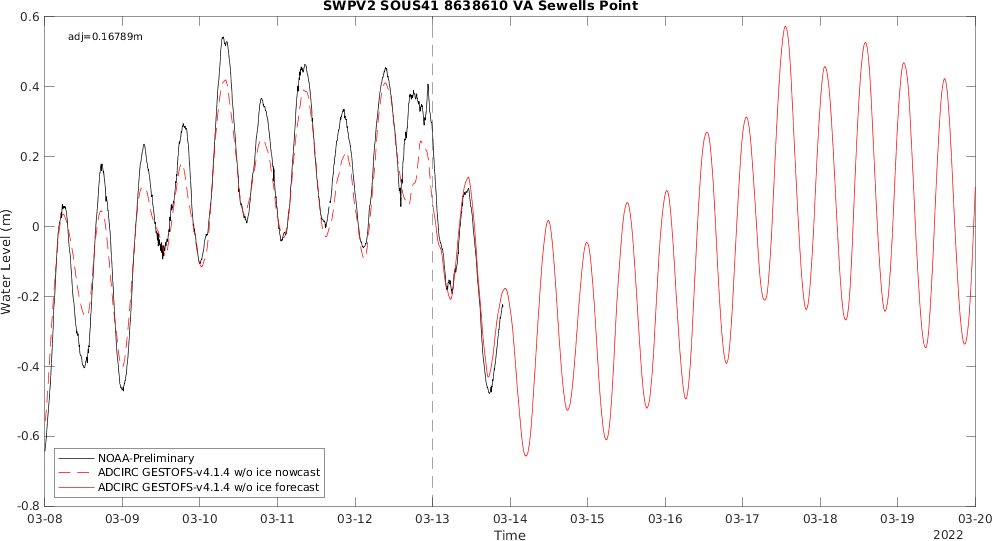 SWPV2 SOUS41 8638610 VA Sewells Point
adj=0.16789m
0.6
0.4
0.2
0
-0.2
-0.4
-0.6
-0.8
Water Level (m)
NOAA-Preliminary
ADCIRC GESTOFS-v4.1.4 w/o ice nowcast
ADCIRC GESTOFS-v4.1.4 w/o ice forecast
03-08 03-09 03-10 03-11 03-12 03-13 03-14 03-15 03-16 03-17 03-18 03-19 03-20
Time
2022